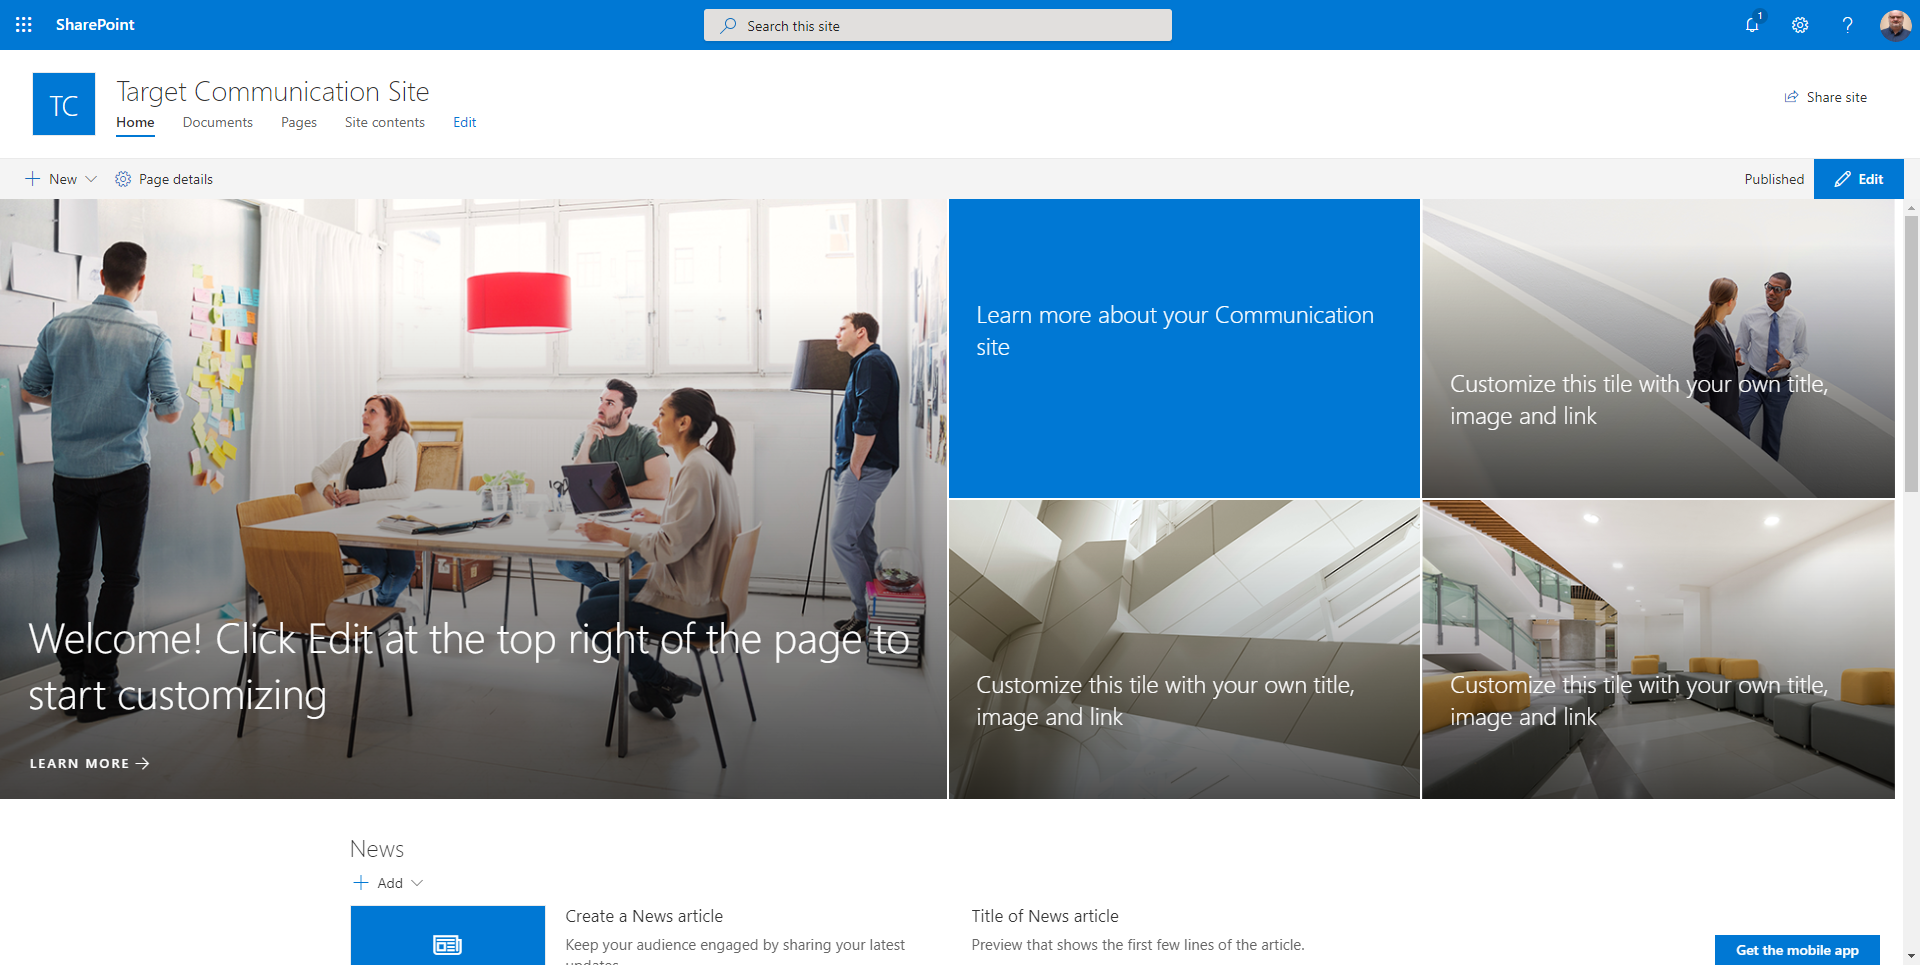 SharePoint
Search this site
1
?
TC
Target Communication Site
Home Documents Pages Site contents Edit
Share site
New
Page details
Published
Edit
Welcome! Click Edit at the top right of the page to
start customizing
LEARN MORE
Learn more about your Communication
site
Customize this tile with your own title,
image and link
Customize this tile with your own title,
image and link
Customize this tile with your own title,
image and link
News
Add
Create a News article
Keep your audience engaged by sharing your latest
updates
Title of News article
Preview that shows the first few lines of the article.
Get the mobile app